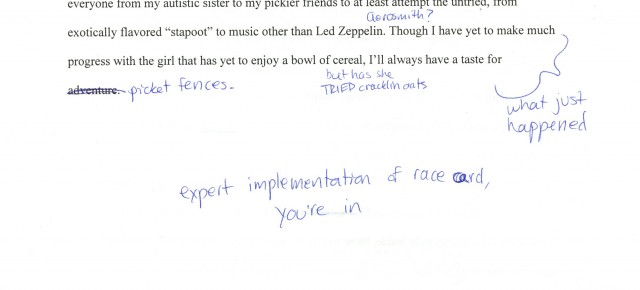 everyone from my autistic sister to my pickier friends to at least attempt the untried, from
aerosmith?
exotically flavored “stapoot” to music other than Led Zeppelin. Though I have yet to make much
progress with the girl that has yet to enjoy a bowl of cereal, I’ll always have a taste for
but has she
TRIED cracklin oats
adventure. picket fences.
what just
happened
expert implementation of race card,
you're in